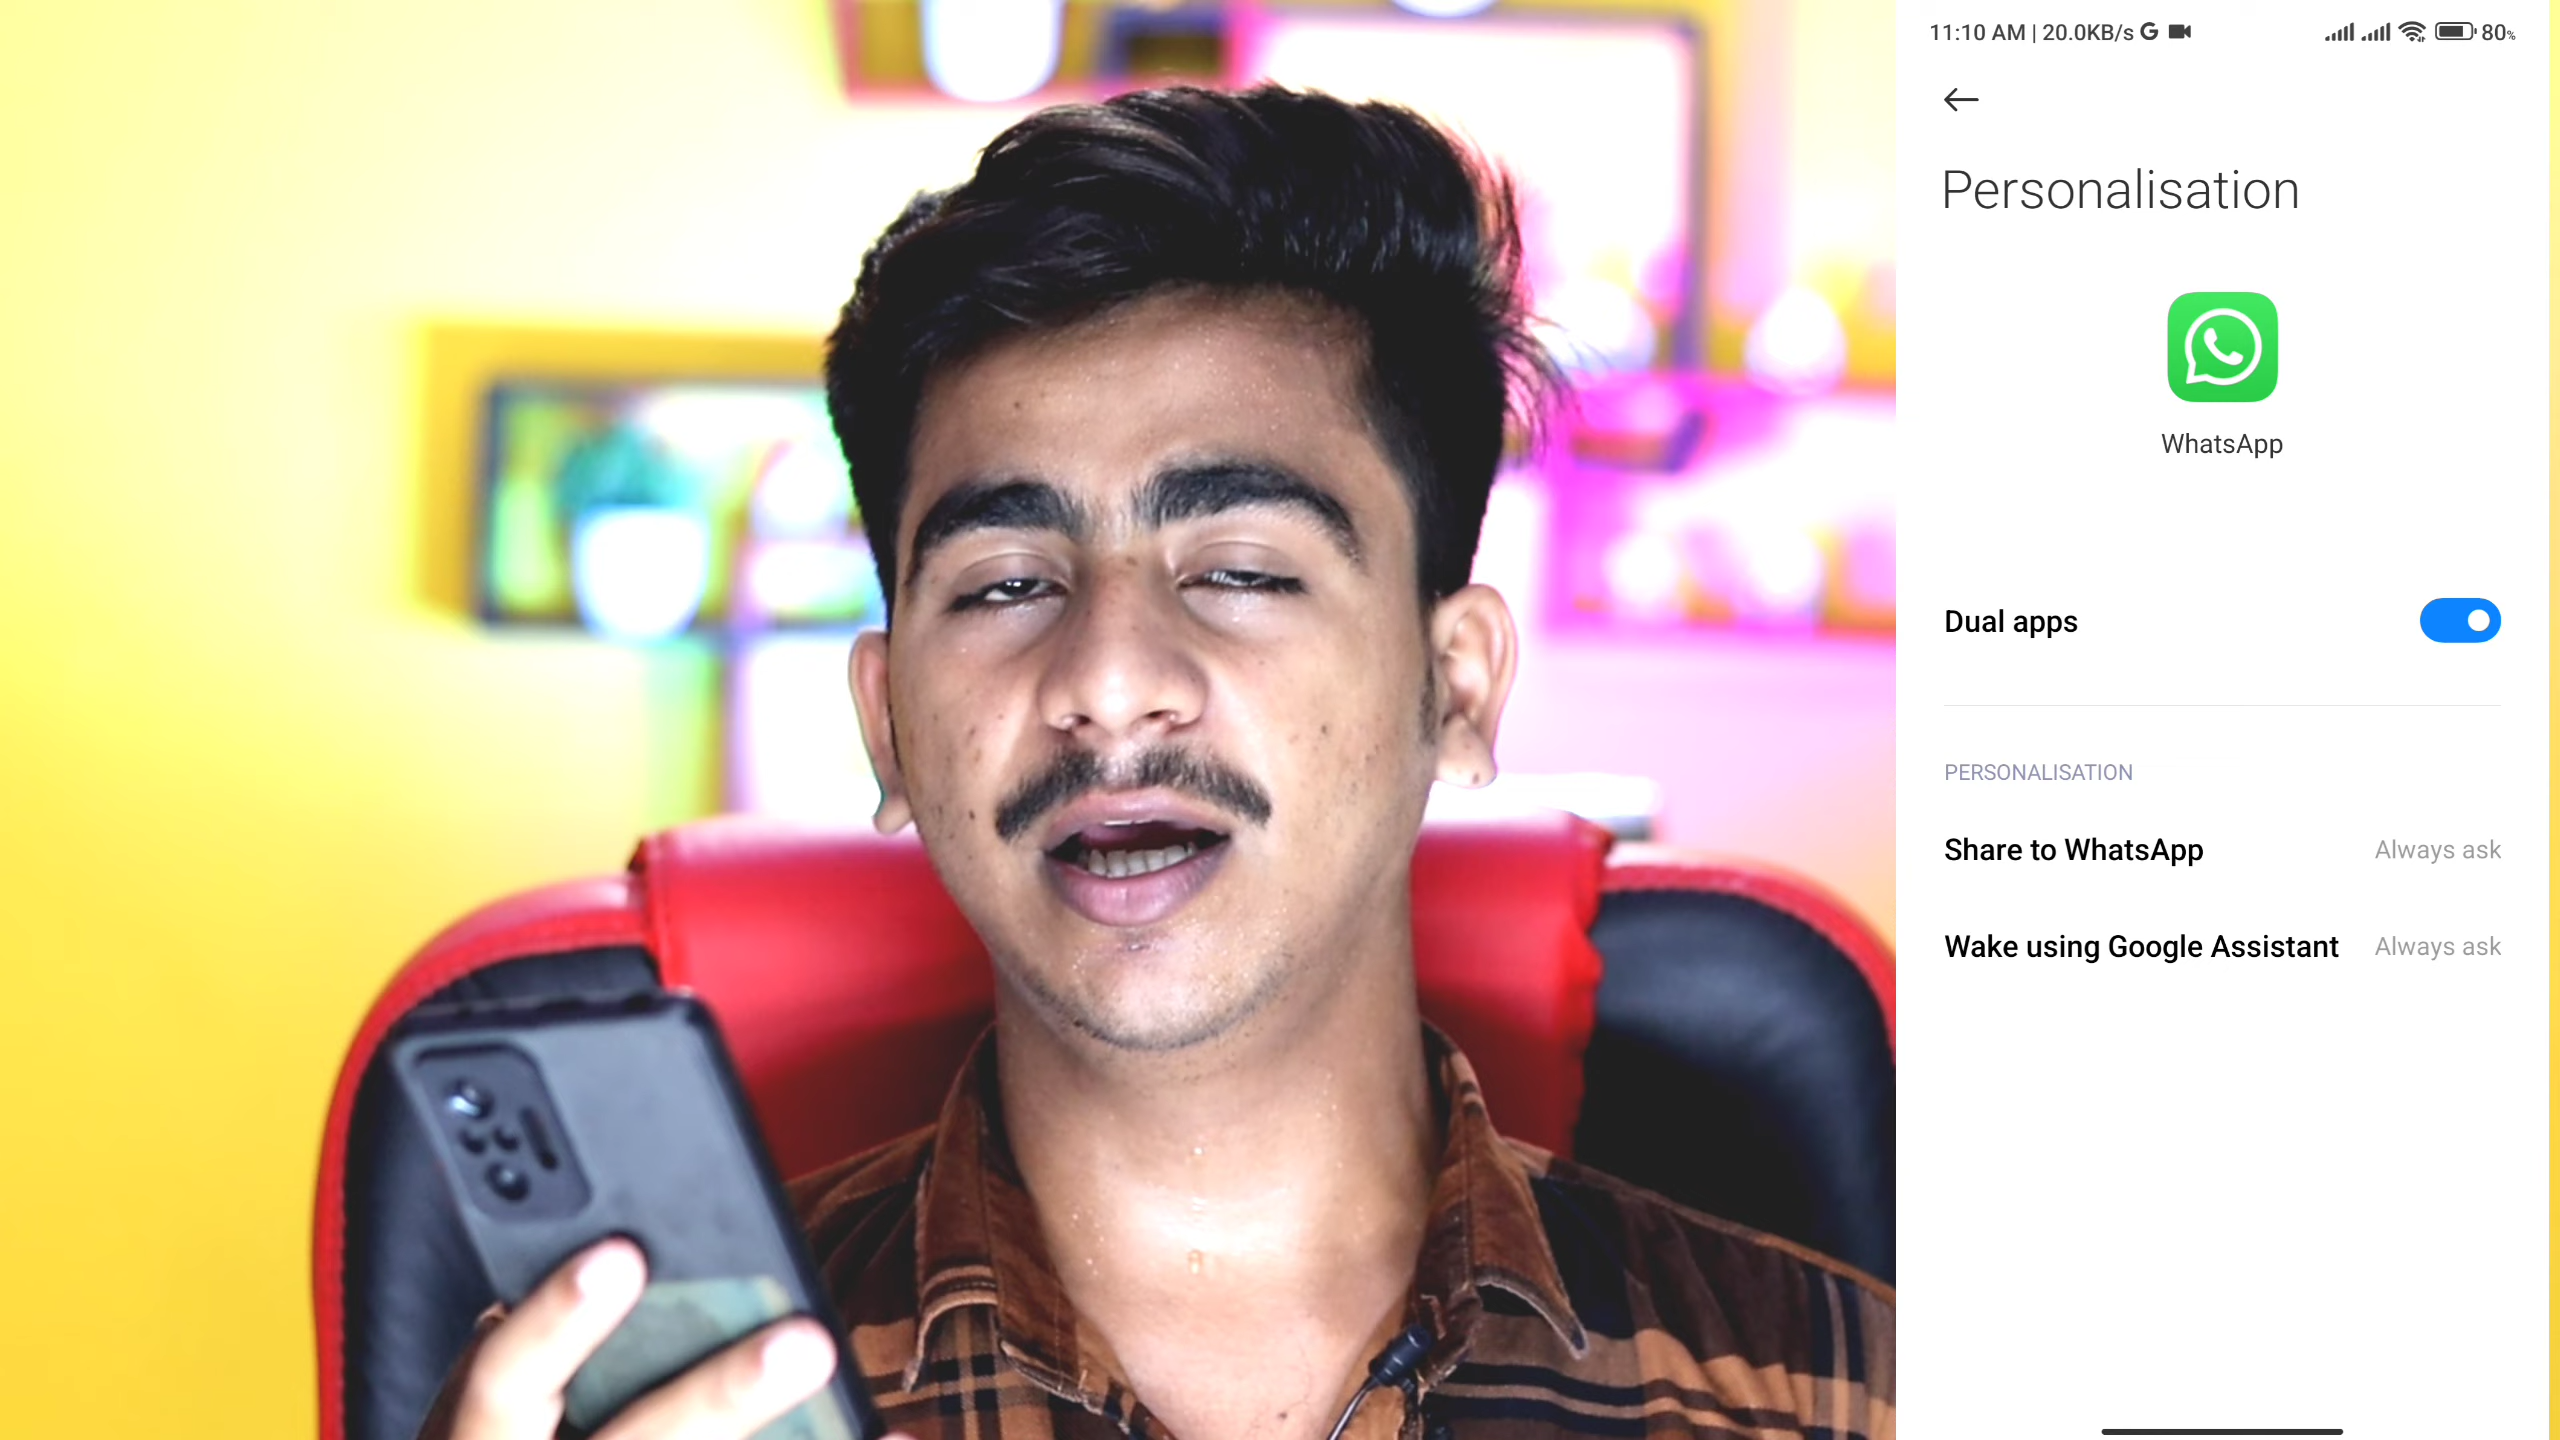 11:10 AM | 20.0KB/s G 80%
Personalisation
WhatsApp
Dual apps
PERSONALISATION
Share to WhatsApp Always ask
Wake using Google Assistant Always ask